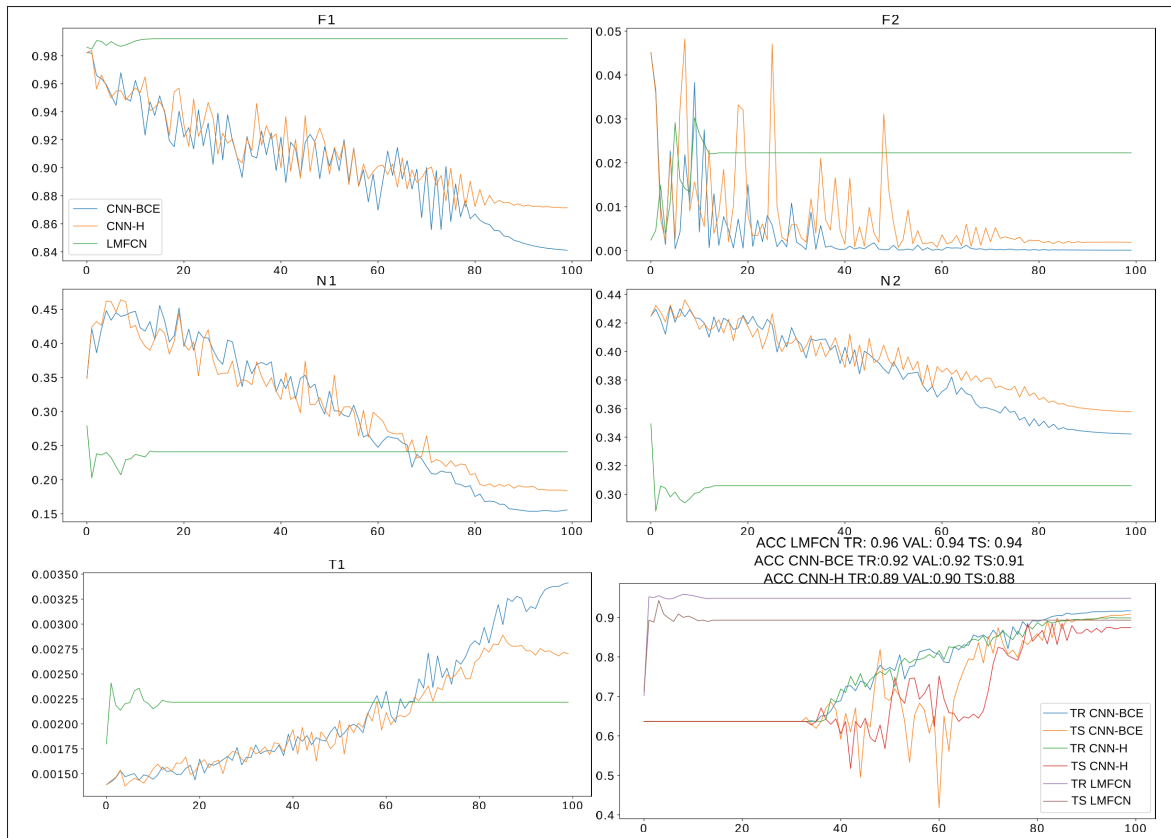 F1
0.98
0.96
0.94
0.92
0.90
0.88
0.86
0.84
CNN-BCE
CNN-H
LMFCN
0 20 40 60 80 100
F2
0.05
0.04
0.03
0.02
0.01
0.00
0 20 40 60 80 100
N1
0.45
0.40
0.35
0.30
0.25
0.20
0.15
0 20 40 60 80 100
N2
0.44
0.42
0.40
0.38
0.36
0.34
0.32
0.30
0 20 40 60 80 100
T1
0.00350
0.00325
0.00300
0.00275
0.00250
0.00225
0.00200
0.00175
0.00150
0 20 40 60 80 100
ACC LMFCN TR: 0.96 VAL: 0.94 TS: 0.94
ACC CNN-BCE TR:0.92 VAL:0.92 TS:0.91
ACC CNN-H TR:0.89 VAL:0.90 TS:0.88
0.9
0.8
0.7
0.6
0.5
0.4
TR CNN-BCE
TS CNN-BCE
TR CNN-H
TS CNN-H
TR LMFCN
TS LMFCN
0 20 40 60 80 100